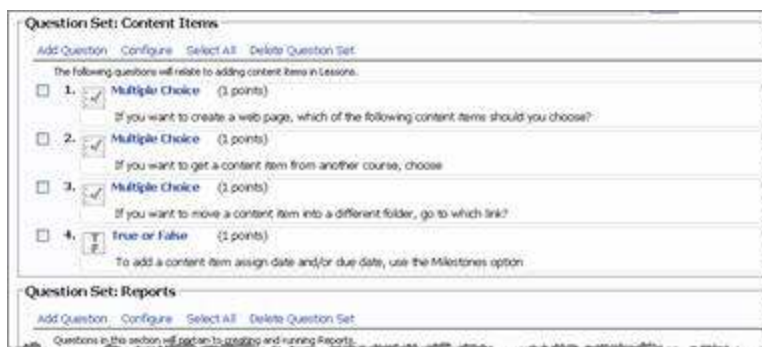 Question Set: Content Items
Add Question Configure Select All Delete Question Set
The following questions will relate to adding content items in Lessons.
1. Multiple Choice (1 points)
If you want to create a web page, which of the following content items should you choose?
2. Multiple Choice (1 points)
If you want to get a content item from another course, choose
3. Multiple Choice (1 points)
If you want to move a content item into a different folder, go to which link?
4. T F True or False (1 points)
To add a content item assign date and/or due date, use the Milestones option
Question Set: Reports
Add Question Configure Select All Delete Question Set
Questions in this section will pertain to creating and running Reports.